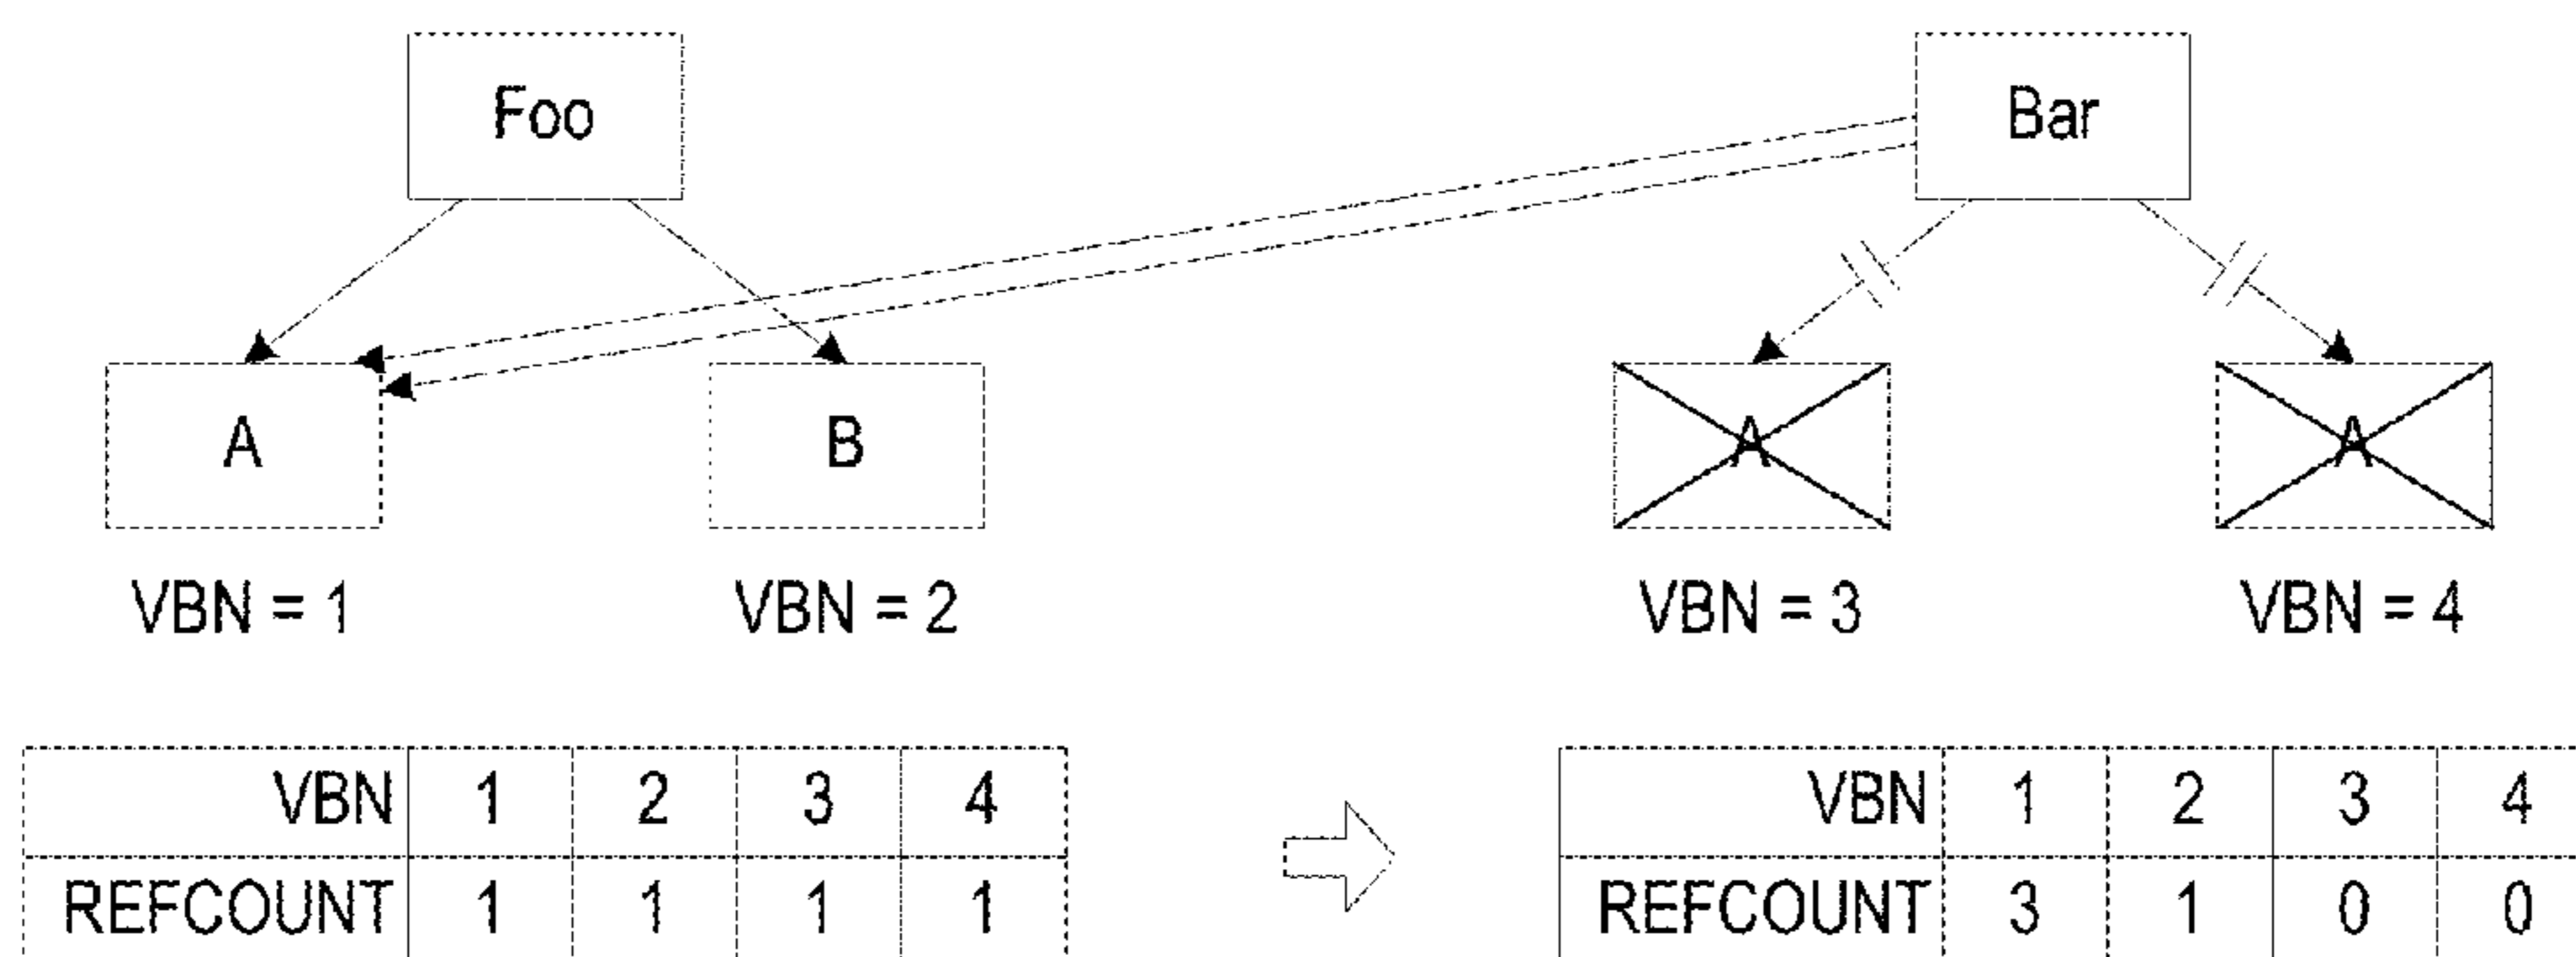 Foo Bar
A B A A
VBN = 1 VBN = 2 VBN = 3 VBN = 4
VBN 1 2 3 4 VBN 1 2 3 4
REFCOUNT 1 1 1 1 REFCOUNT 3 1 0 0